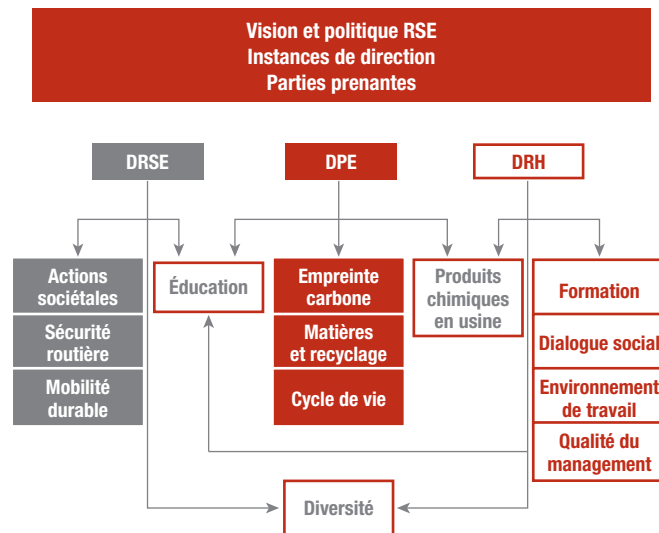 Vision et politique RSE
Instances de direction
Parties prenantes
DRSE
DPE
DRH
Actions
sociétales
Sécurité
routière
Mobilité
durable
Éducation
Empreinte
carbone
Matières
et recyclage
Cycle de vie
Produits
chimiques
en usine
Formation
Dialogue social
Environnement
de travail
Qualité du
management
Diversité